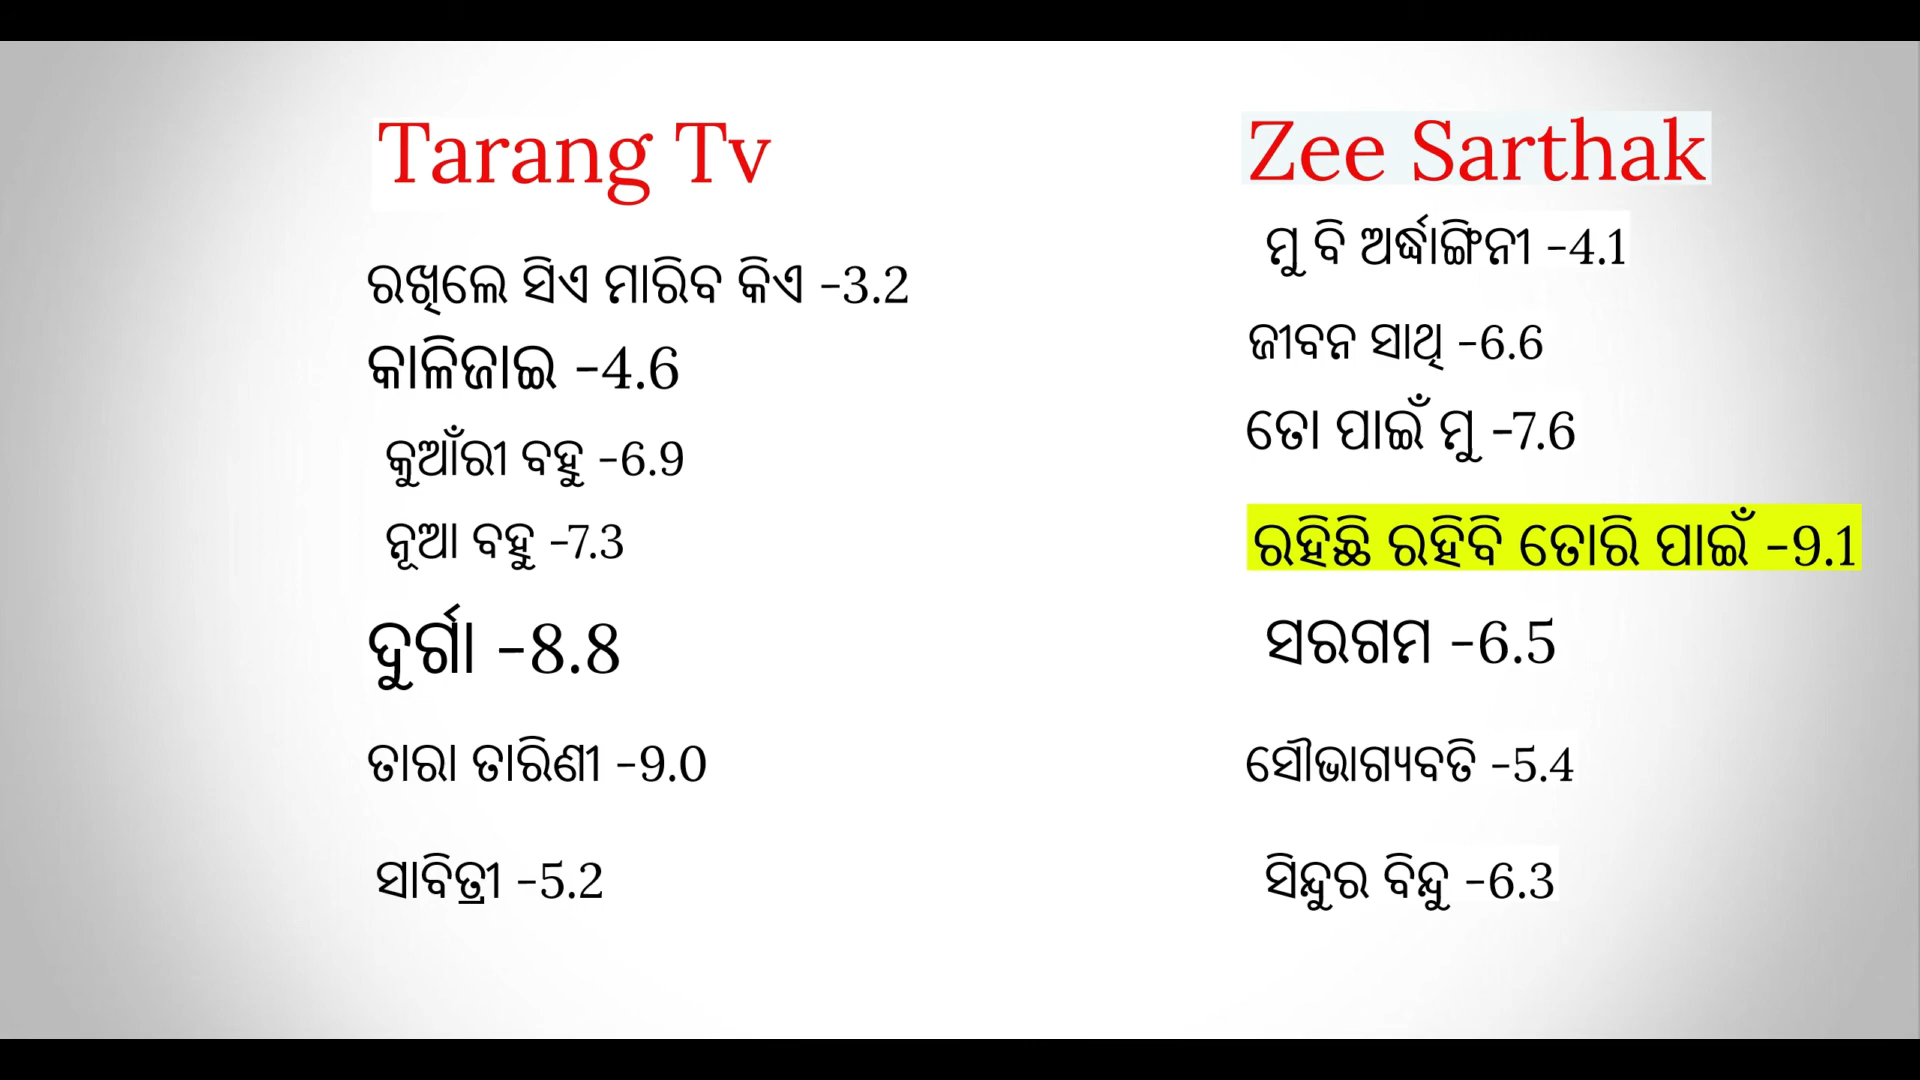 Tarang Tv
ରଖିଲେ ସିଏ ମାରିବ କିଏ -3.2
କାଳିଜାଇ -4.6
କୁଆଁରୀ ବହୁ -6.9
ନୂଆ ବହୁ -7.3
ଦୁର୍ଗା -8.8
ତାରା ତାରିଣୀ -9.0
ସାବିତ୍ରୀ -5.2
Zee Sarthak
ମୁ ବି ଅର୍ଦ୍ଧାଙ୍ଗିନୀ -4.1
ଜୀବନ ସାଥି -6.6
ତୋ ପାଇଁ ମୁ -7.6
ରହିଛି ରହିବି ତୋରି ପାଇଁ -9.1
ସରଗମ -6.5
ସୌଭାଗ୍ୟବତି -5.4
ସିନ୍ଦୁର ବିନ୍ଦୁ -6.3